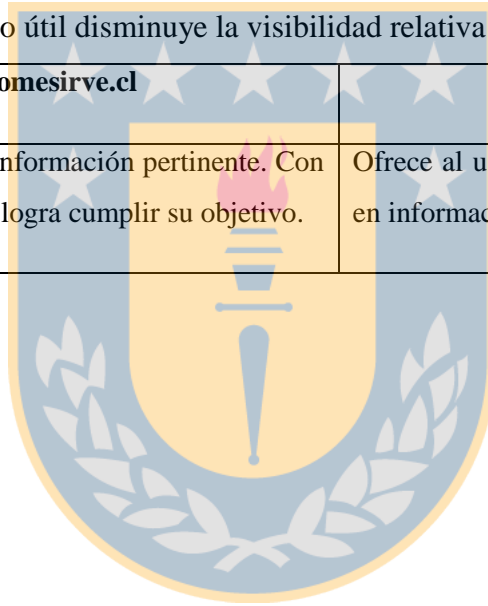 o útil disminuye la visibilidad relativa
omesirve.cl
nformación pertinente. Con
logra cumplir su objetivo.
Ofrece al u
en informac